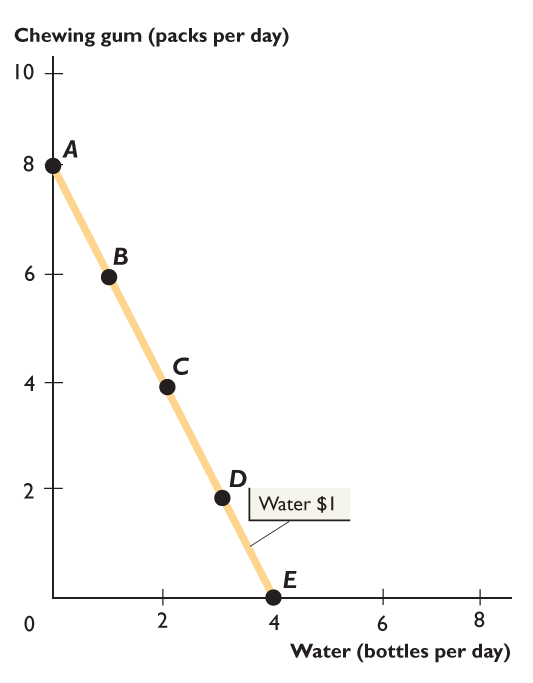 Chewing gum (packs per day)
10
A
8
B
6
C
4
D
2
Water $1
E
0
2
4
6
8
Water (bottles per day)